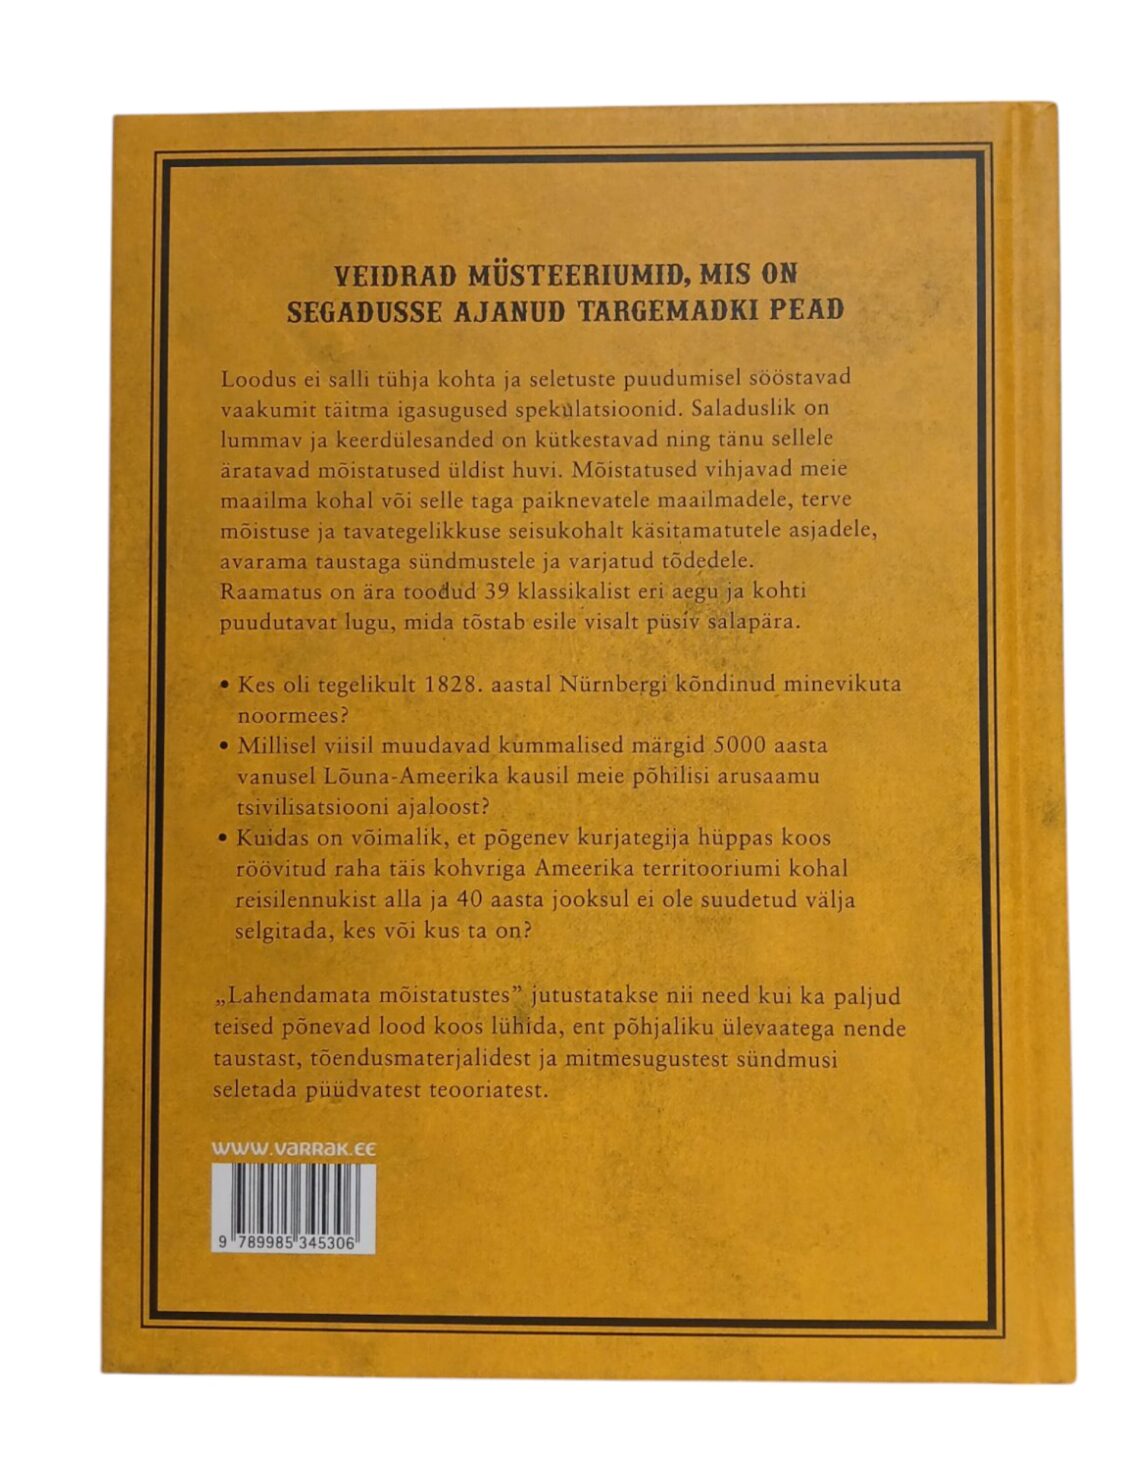 VEIDRAD MÜSTEERIUMID, MIS ON
SEGADUSSE AJANUD TARGEMADKI PEAD
Loodus ei salli tühja kohta ja seletuste puudumisel sööstavad
vaakumit täitma igasugused spekulatsioonid. Saladuslik on
lummav ja keerdülesanded on kütkestavad ning tänu sellele
äratavad mõistatused üldist huvi. Mõistatused vihjavad meie
maailma kohal või selle taga paiknevatele maailmadele, terve
mõistuse ja tavategelikkuse seisukohalt käsitamatutele asjadele,
avarama taustaga sündmustele ja varjatud tõdedele.
Raamatus on ära toodud 39 klassikalist eri aegu ja kohti
puudutavat lugu, mida tõstab esile visalt püsiv salapära.
• Kes oli tegelikult 1828. aastal Nürnbergi kõndinud minevikuta
noormees?
• Millisel viisil muudavad kummalised märgid 5000 aasta
vanusel Lõuna-Ameerika kausil meie põhilisi arusaamu
tsivilisatsiooni ajaloost?
• Kuidas on võimalik, et põgenev kurjategija hüppas koos
röövitud raha täis kohvriga Ameerika territooriumi kohal
reisilennukist alla ja 40 aasta jooksul ei ole suudetud välja
selgitada, kes või kus ta on?
„Lahendamata mõistatustes” jutustatakse nii need kui ka paljud
teised põnevad lood koos lühida, ent põhjaliku ülevaatega nende
taustast, tõendusmaterjalidest ja mitmesugustest sündmusi
seletada püüdvatest teooriatest.
www.varrak.ee
9 789985 345306